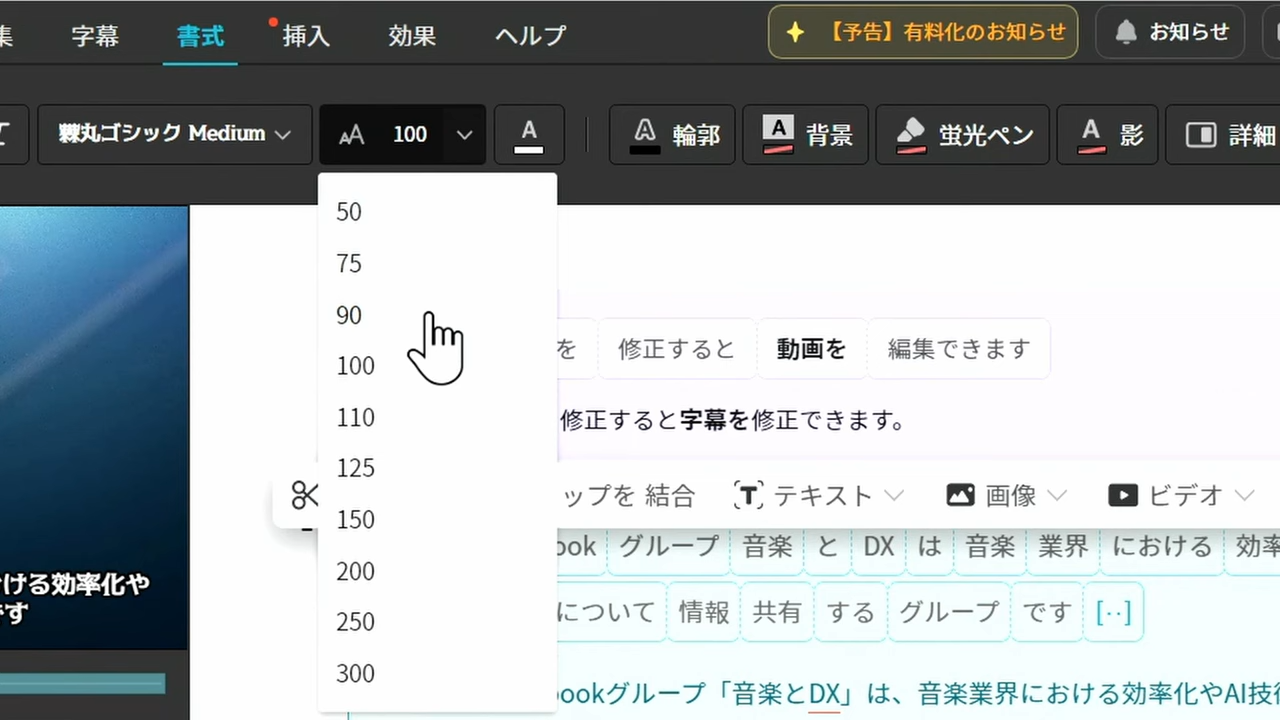 集 字幕 書式 挿入 効果 ヘルプ 【予告】有料化のお知らせ お知らせ
糭丸ゴシック Medium AA 100 A A 輪郭 A 背景 蛍光ペン A 影 詳細
50
75
90
100
110
125
150
200
250
300
を 修正すると 動画を 編集できます
修正すると字幕を修正できます。
ップを 結合 T テキスト 画像 ビデオ
ook グループ 音楽 と DX は 音楽 業界 における 効率
について 情報 共有 する グループ です [··]
ookグループ「音楽とDX」は、音楽業界における効率化やAI技
ける効率化や
です